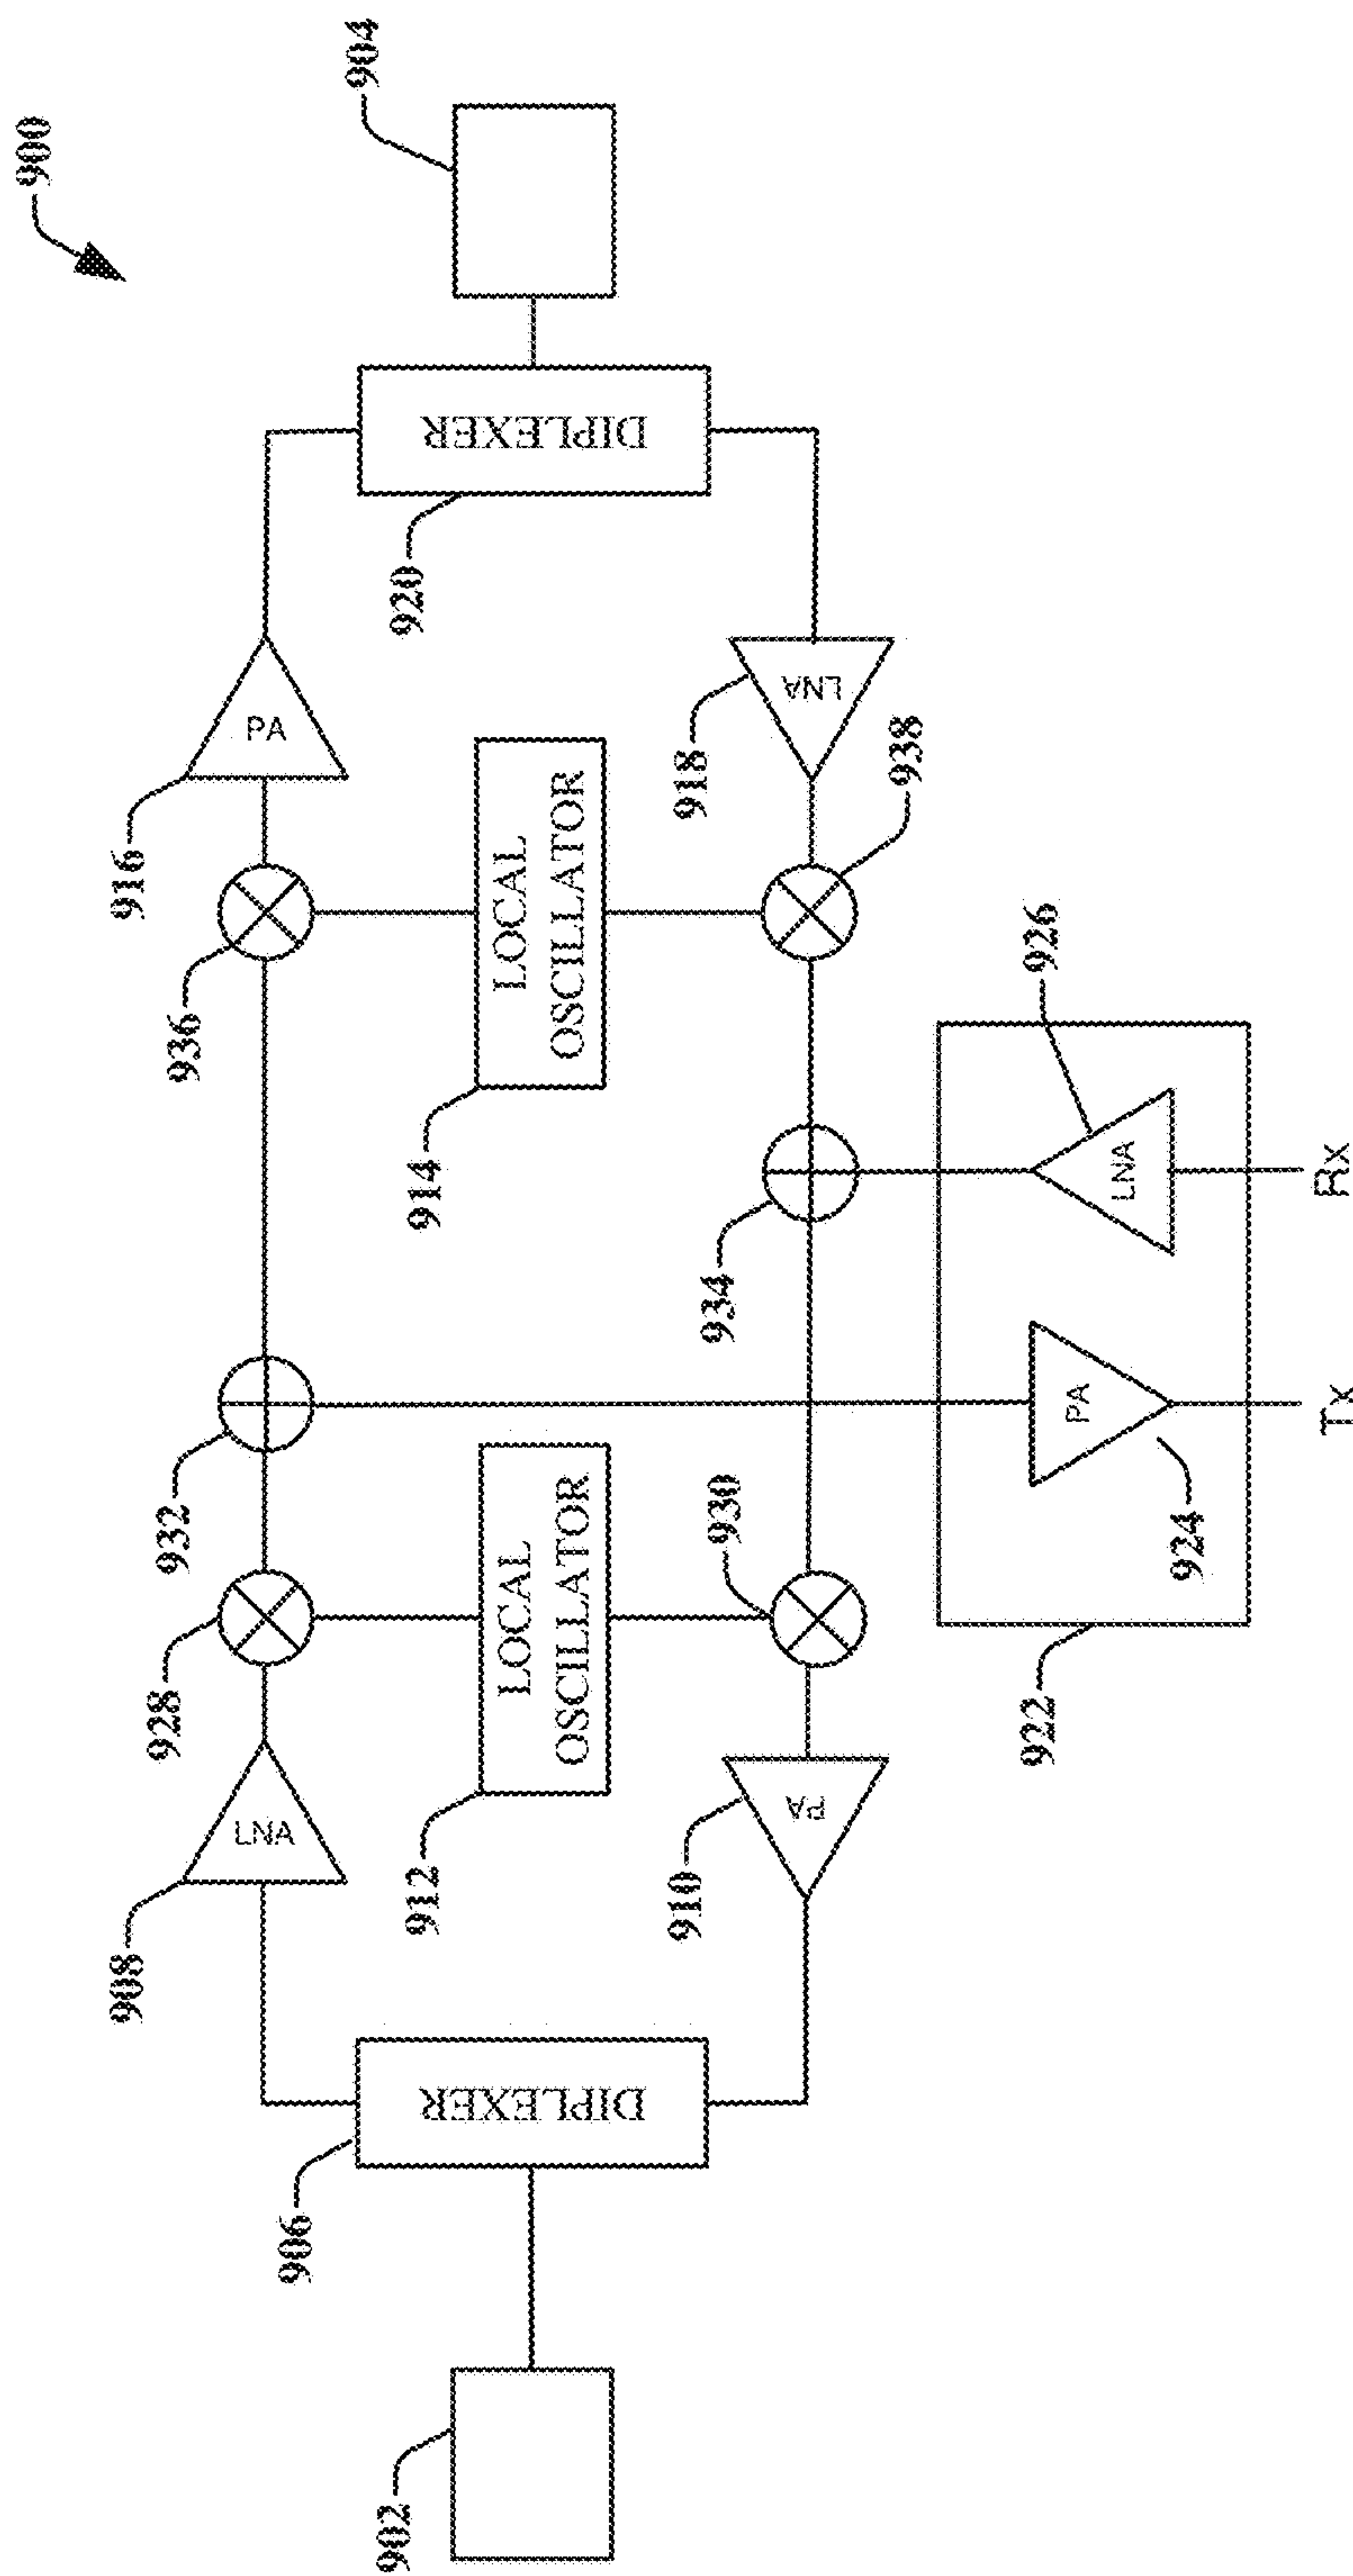 900
904
DIPLEXER
920
PA
916
LNA
918
936
938
LOCAL
OSCILLATOR
914
926
LNA
Rx
934
932
PA
924
Tx
922
928
930
LOCAL
OSCILLATOR
912
LNA
908
PA
910
DIPLEXER
906
902